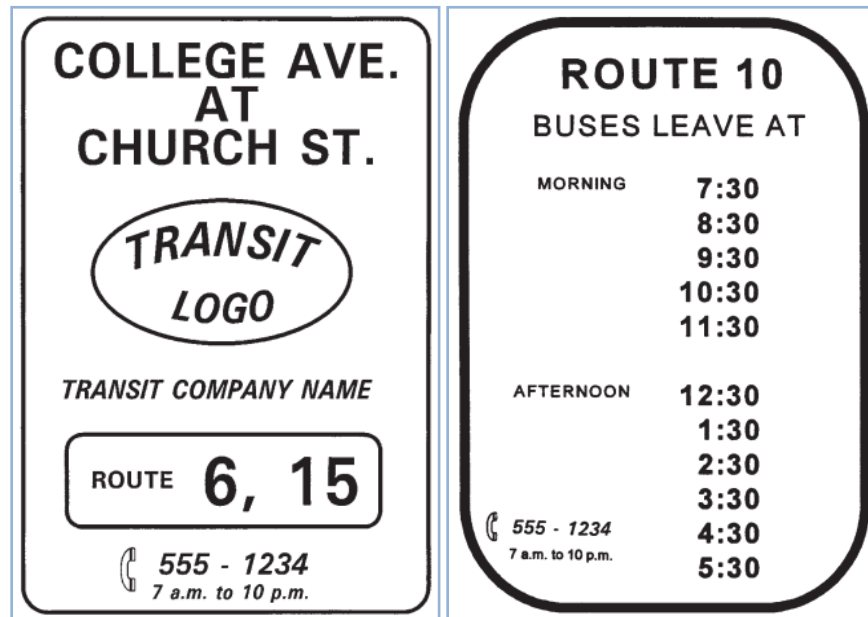 COLLEGE AVE.
AT
CHURCH ST.
TRANSIT
LOGO
TRANSIT COMPANY NAME
ROUTE 6, 15
555 - 1234
7 a.m. to 10 p.m.
ROUTE 10
BUSES LEAVE AT
MORNING 7:30
8:30
9:30
10:30
11:30
AFTERNOON 12:30
1:30
2:30
3:30
555 - 1234 4:30
7 a.m. to 10 p.m.
5:30